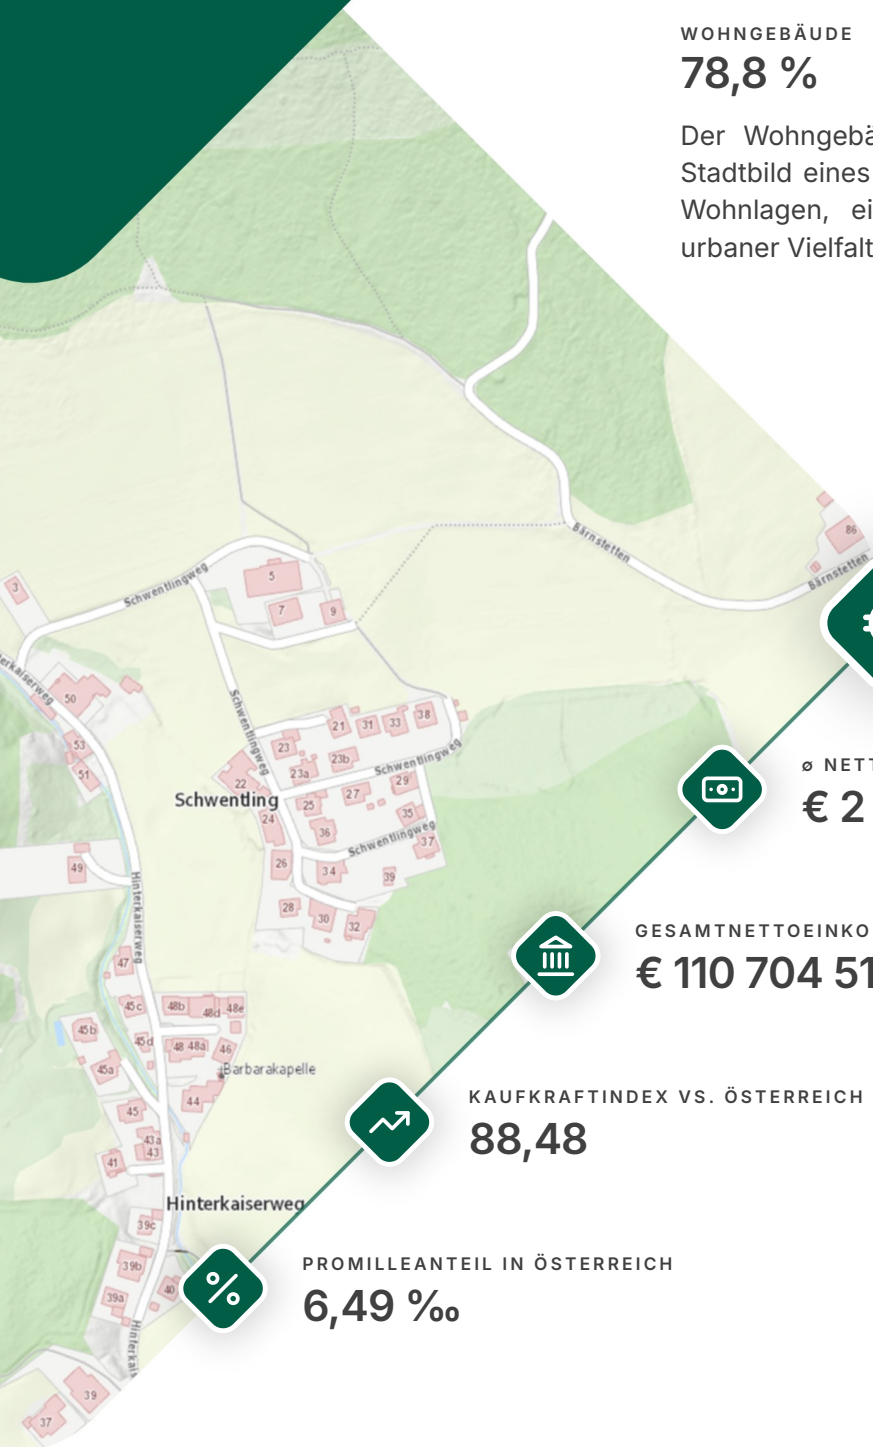 WOHNGEBÄUDE
78,8 %
Der Wohngebä
Stadtbild eines
Wohnlagen, ei
urbaner Vielfalt
86
Bärnstetten
Bärnstetten
Schwentlingweg
5
7
9
3
erkaiserweg
50
53
51
Schwentlingweg
21
31
33
38
23
23b
23a
Schwentlingweg
29
22
27
Schwentling
25
24
35
36
Schwentlingweg
37
26
34
39
49
28
30
32
Hinterkaiserweg
47
45c
48b
48d
48e
45b
45d
48
48a
46
45a
Barbarakapelle
44
45
43a
43
41
Hinterkaiserweg
39c
39b
39a
40
Hinterkais
39
37
ø NETT
€ 2
GESAMTNETTOEINKO
€ 110 704 51
KAUFKRAFTINDEX VS. ÖSTERREICH
88,48
PROMILLEANTEIL IN ÖSTERREICH
6,49 ‰